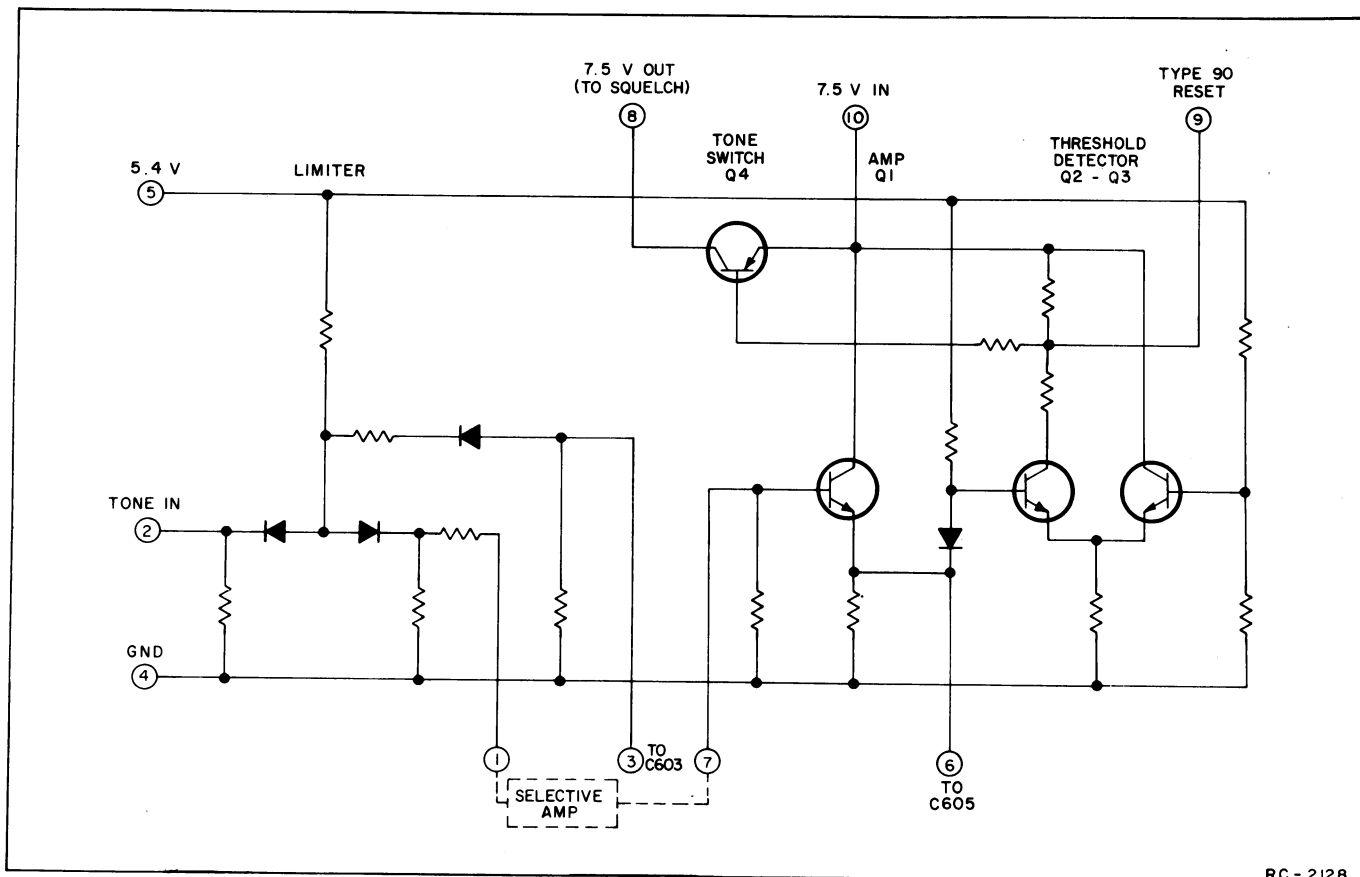 7.5 V OUT
(TO SQUELCH)
8
7.5 V IN
10
TYPE 90
RESET
9
TONE
SWITCH
Q4
AMP
Q1
THRESHOLD
DETECTOR
Q2 - Q3
5.4 V
5
LIMITER
TONE IN
2
GND
4
1
3
TO
C603
7
6
TO
C605
SELECTIVE
AMP
RC - 2128